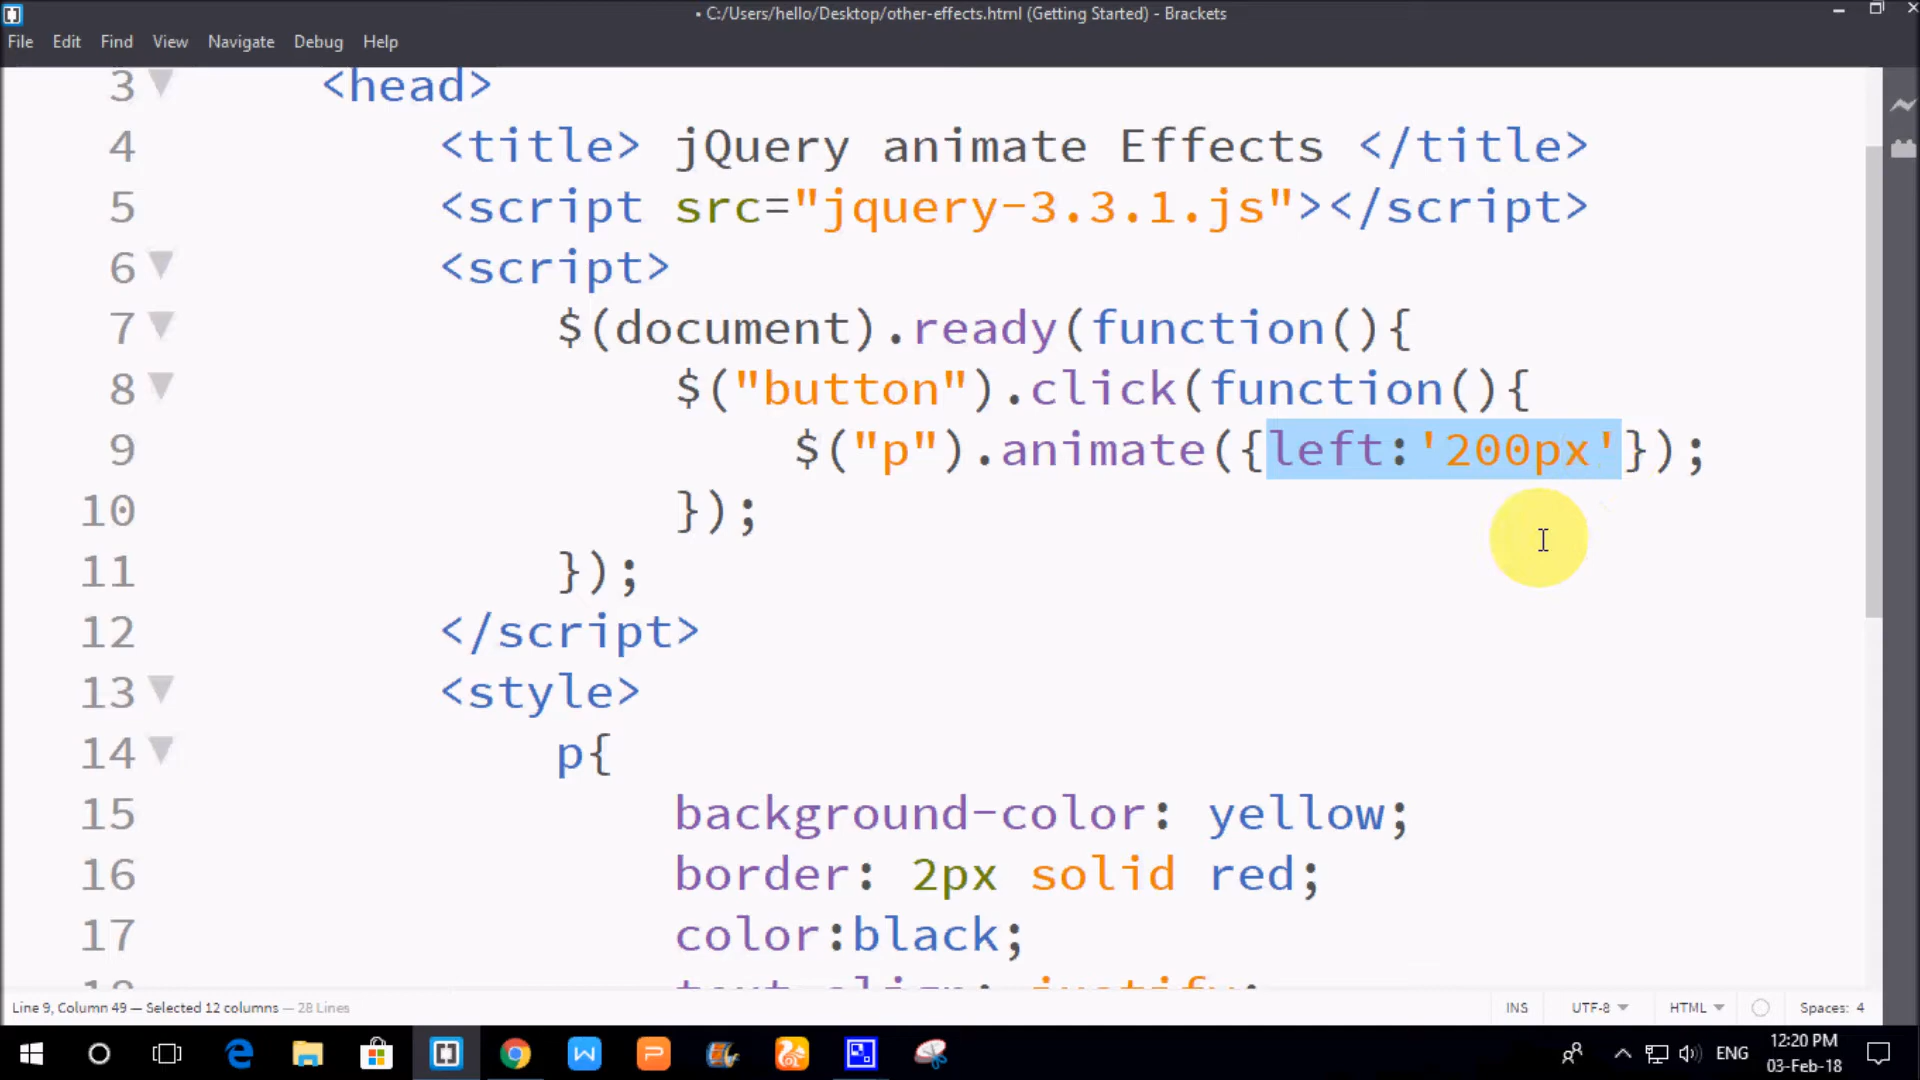 • C:/Users/hello/Desktop/other-effects.html (Getting Started) - Brackets
File Edit Find View Navigate Debug Help
3 <head>
4 <title> jQuery animate Effects </title>
5 <script src="jquery-3.3.1.js"></script>
6 <script>
7 $(document).ready(function(){
8 $("button").click(function(){
9 $("p").animate({left:'200px'});
10 });
11 });
12 </script>
13 <style>
14 p{
15 background-color: yellow;
16 border: 2px solid red;
17 color:black;
18 text-align: justify;
Line 9, Column 49 — Selected 12 columns — 28 Lines
INS UTF-8 HTML Spaces: 4
ENG 12:20 PM
03-Feb-18